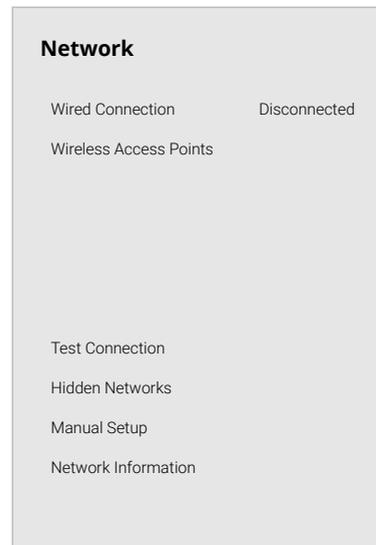 Network
Wired Connection Disconnected
Wireless Access Points
Test Connection
Hidden Networks
Manual Setup
Network Information